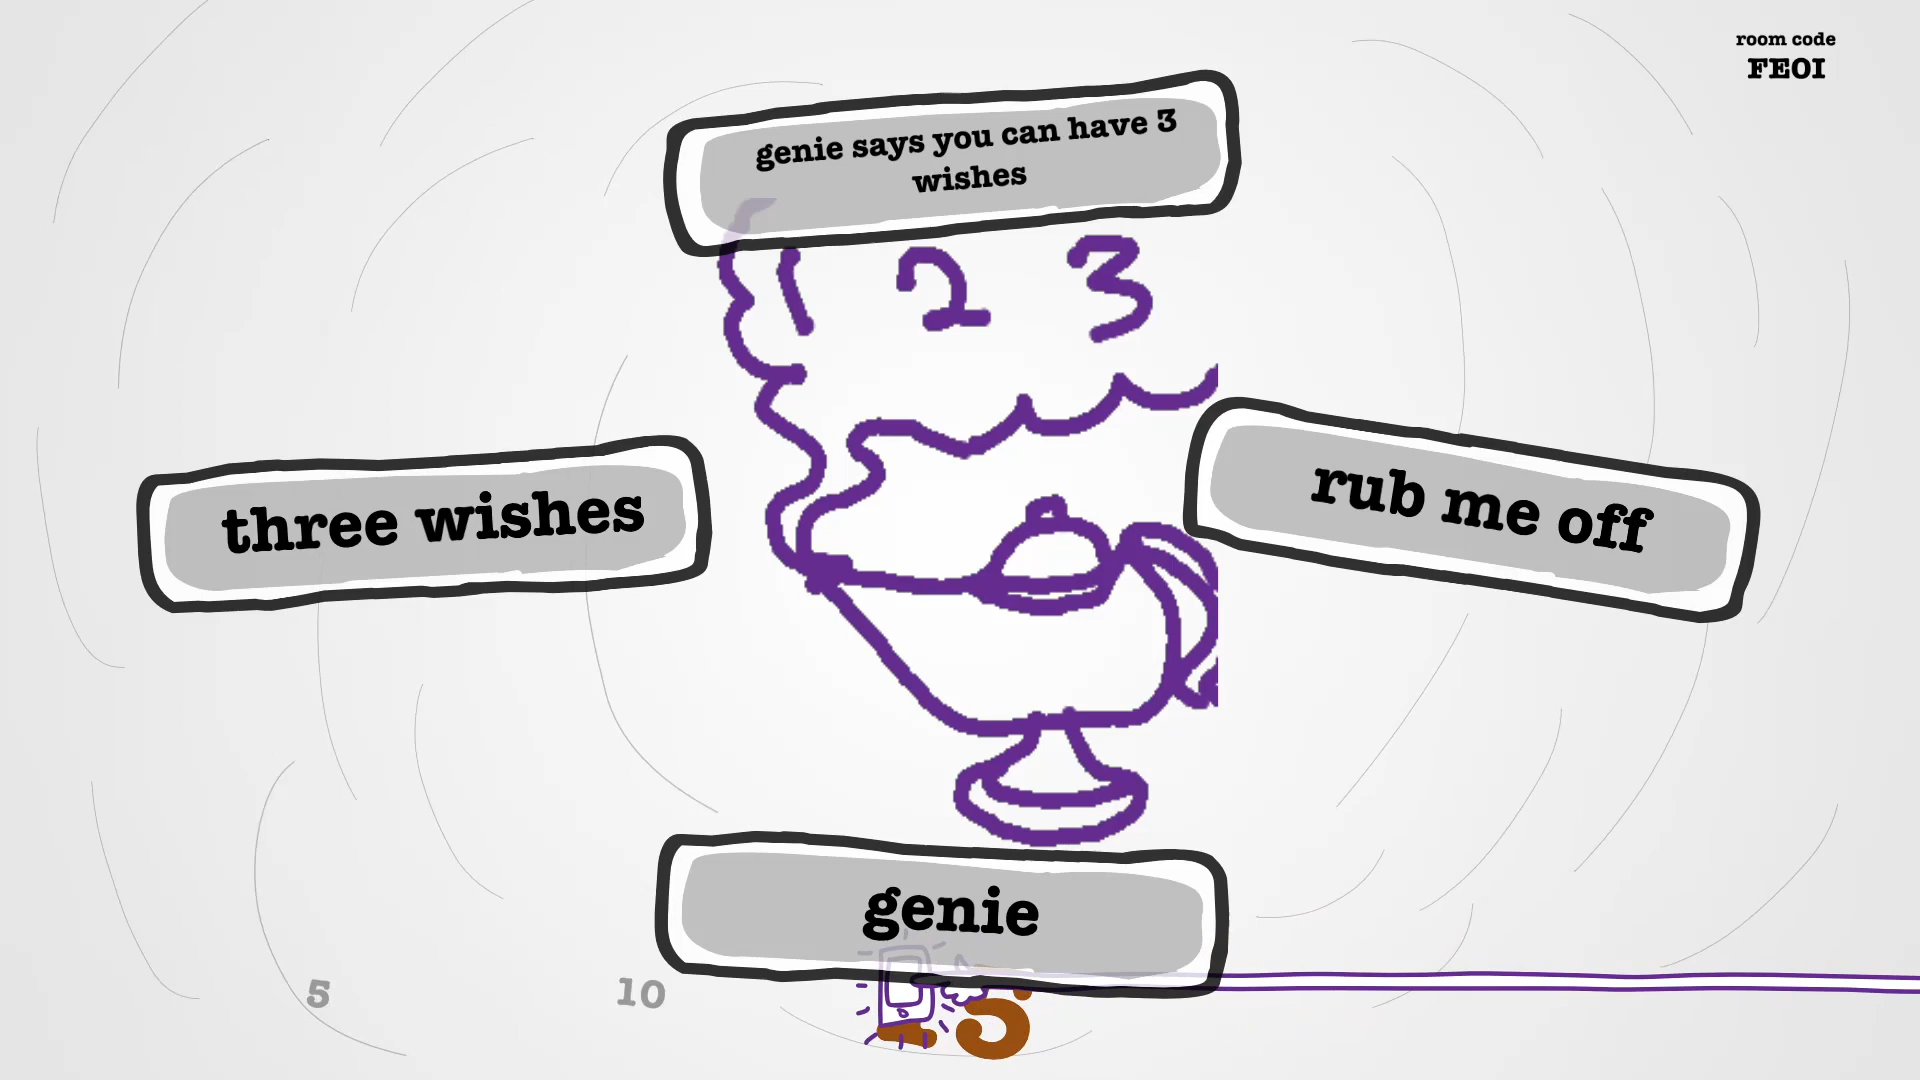 room code
FEOI
genie says you can have 3
wishes
1 2 3
three wishes
rub me off
genie
5
10